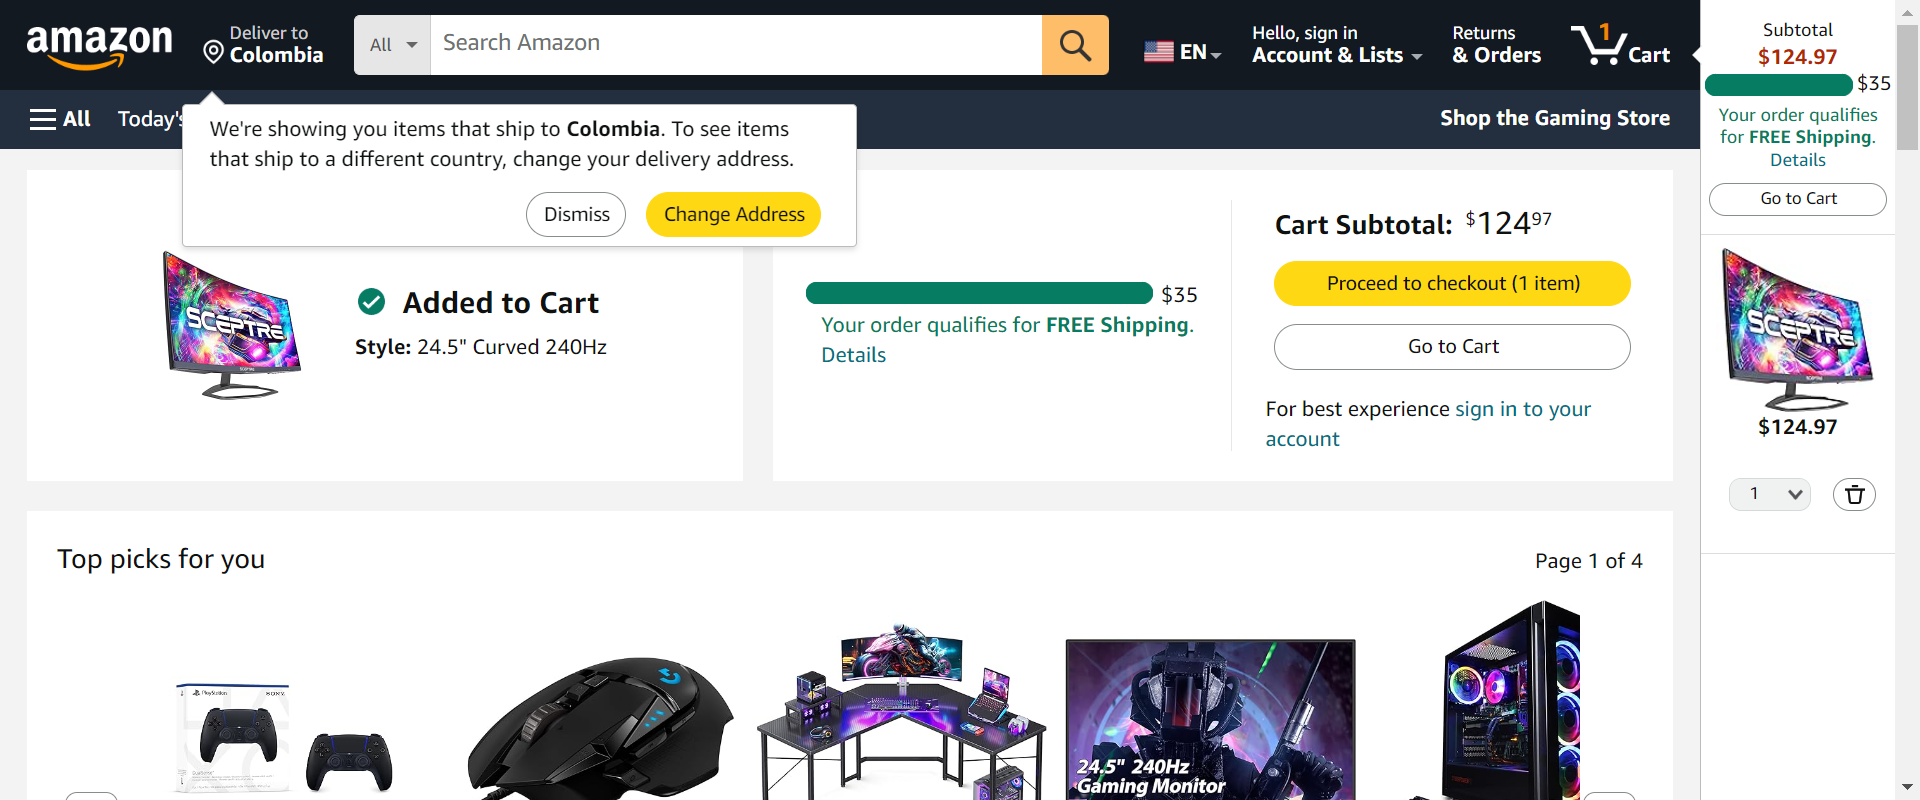 amazon
Deliver to
Colombia
All
Search Amazon
EN
Hello, sign in
Account & Lists
Returns
& Orders
1
Cart
All
Today's
Shop the Gaming Store
We're showing you items that ship to Colombia. To see items
that ship to a different country, change your delivery address.
Dismiss
Change Address
SCEPTRE
Added to Cart
Style: 24.5" Curved 240Hz
$35
Your order qualifies for FREE Shipping.
Details
Cart Subtotal: $124 97
Proceed to checkout (1 item)
Go to Cart
For best experience sign in to your
account
Subtotal
$124.97
$35
Your order qualifies
for FREE Shipping.
Details
Go to Cart
SCEPTRE
$124.97
1
Top picks for you
Page 1 of 4
PlayStation
SONY
24.5" 240Hz
Gaming Monitor